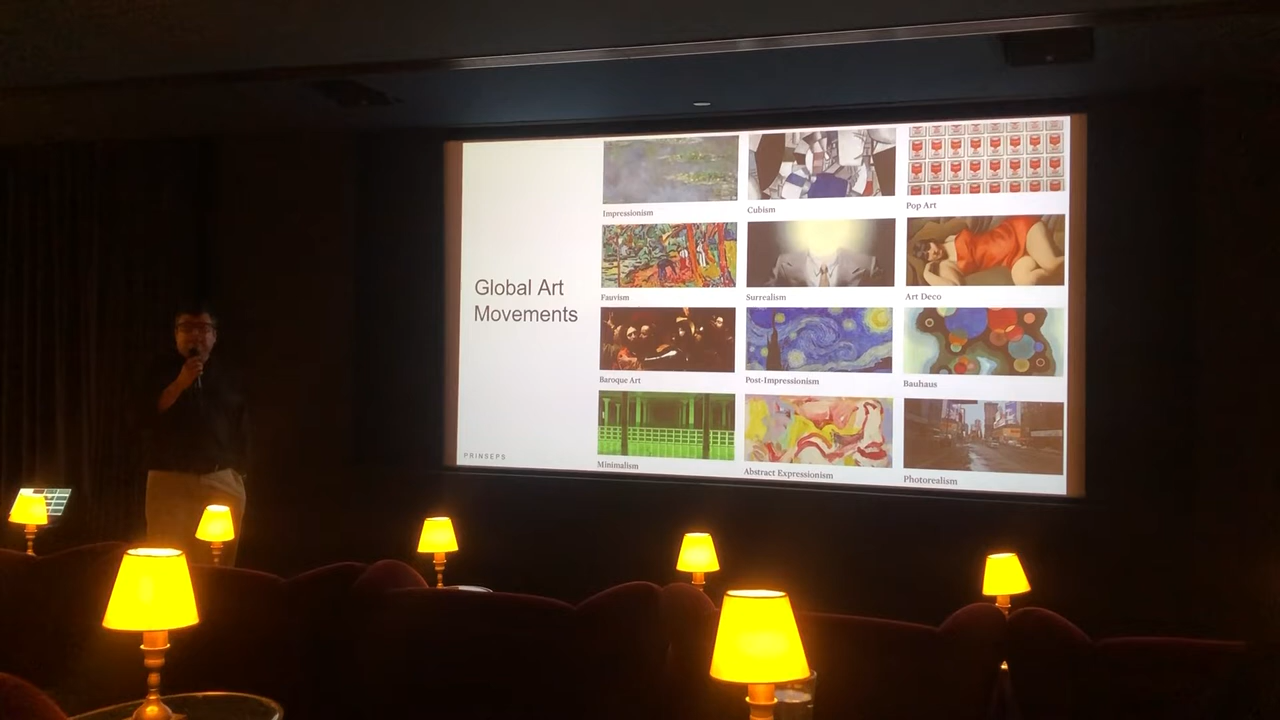 Global Art
Movements
PRINSEPS
Impressionism
Cubism
Pop Art
Fauvism
Surrealism
Art Deco
Baroque Art
Post-Impressionism
Bauhaus
Minimalism
Abstract Expressionism
Photorealism